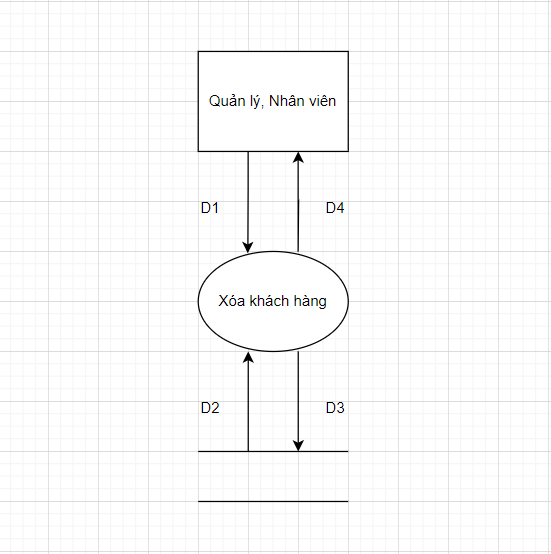 Quản lý, Nhân viên
D1
D4
Xóa khách hàng
D2
D3